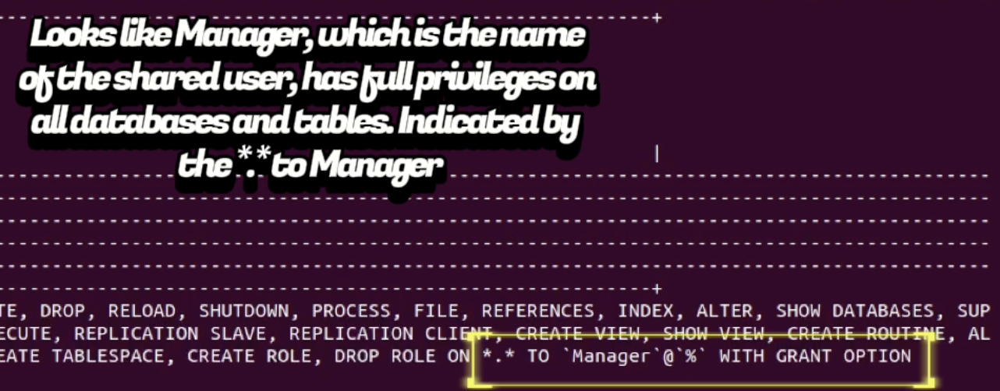 Looks like Manager, which is the name
of the shared user, has full privileges on
all databases and tables. Indicated by
the *.* to Manager
TE, DROP, RELOAD, SHUTDOWN, PROCESS, FILE, REFERENCES, INDEX, ALTER, SHOW DATABASES, SUP
ECUTE, REPLICATION SLAVE, REPLICATION CLIENT, CREATE VIEW, SHOW VIEW, CREATE ROUTINE, AL
EATE TABLESPACE, CREATE ROLE, DROP ROLE ON *.* TO `Manager`@`%` WITH GRANT OPTION